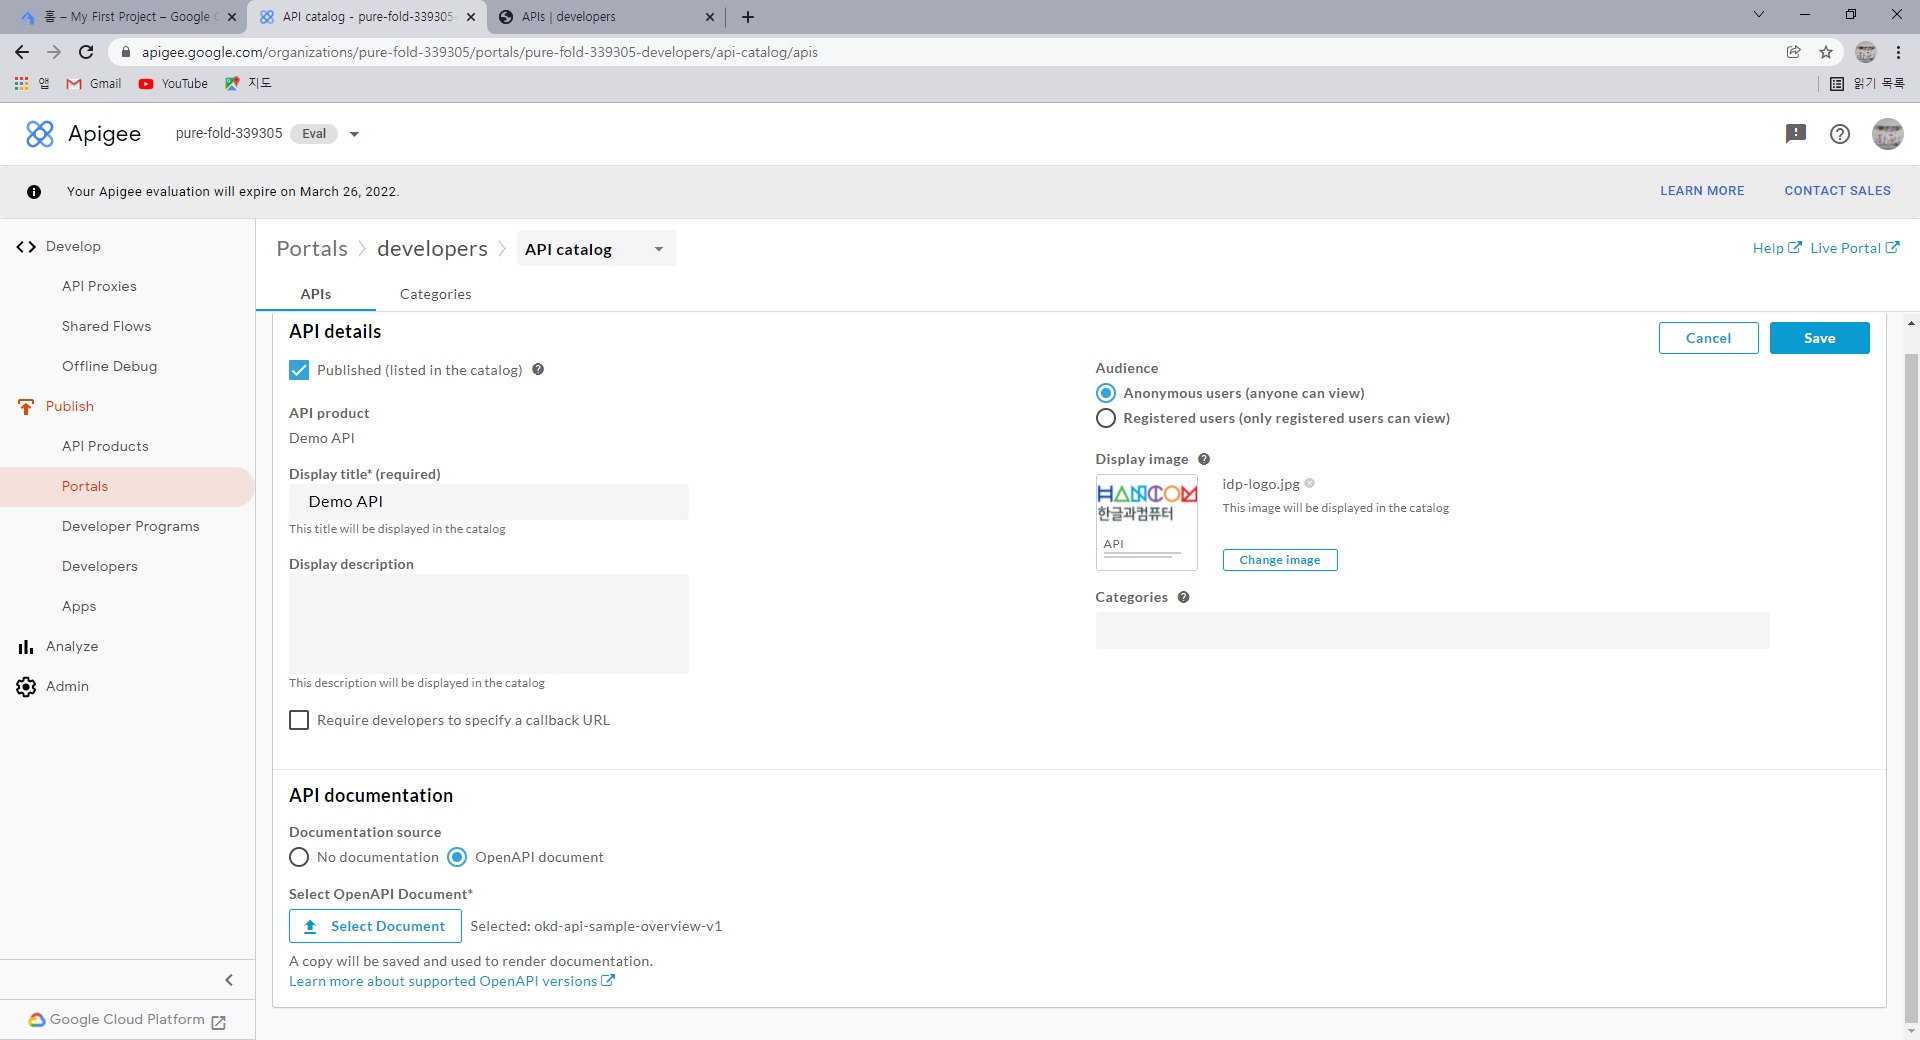 홈 – My First Project – Google C
API catalog - pure-fold-339305-
APIs | developers
apigee.google.com/organizations/pure-fold-339305/portals/pure-fold-339305-developers/api-catalog/apis
앱
Gmail
YouTube
지도
읽기 목록
Apigee
pure-fold-339305
Eval
Your Apigee evaluation will expire on March 26, 2022.
LEARN MORE
CONTACT SALES
Develop
API Proxies
Shared Flows
Offline Debug
Publish
API Products
Portals
Developer Programs
Developers
Apps
Analyze
Admin
Google Cloud Platform
Portals
developers
API catalog
Help
Live Portal
APIs
Categories
API details
Cancel
Save
Published (listed in the catalog)
API product
Demo API
Display title* (required)
Demo API
This title will be displayed in the catalog
Display description
This description will be displayed in the catalog
Require developers to specify a callback URL
Audience
Anonymous users (anyone can view)
Registered users (only registered users can view)
Display image
HANCOM
한글과컴퓨터
API
idp-logo.jpg
This image will be displayed in the catalog
Change image
Categories
API documentation
Documentation source
No documentation
OpenAPI document
Select OpenAPI Document*
Select Document
Selected: okd-api-sample-overview-v1
A copy will be saved and used to render documentation.
Learn more about supported OpenAPI versions